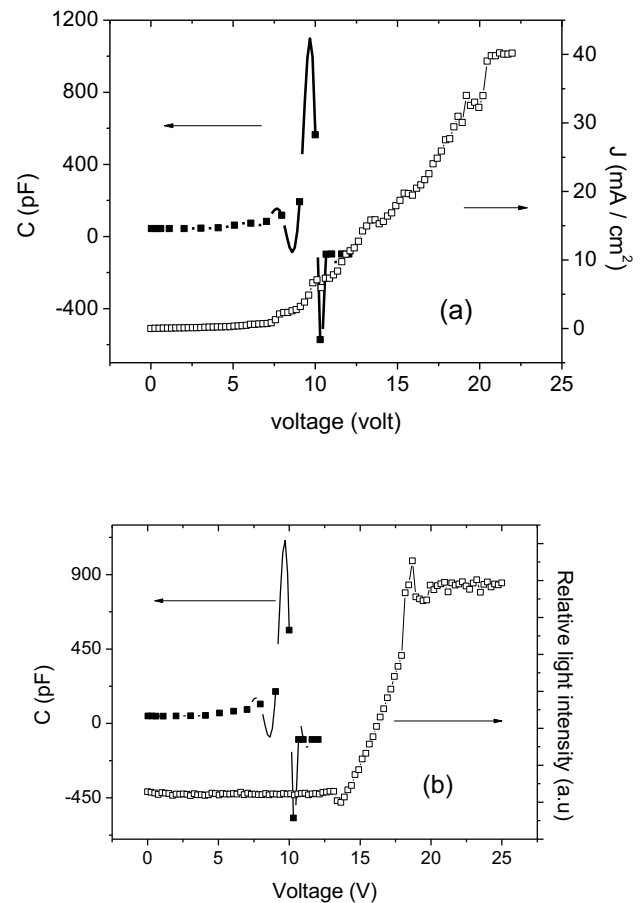 1200
800
400
0
-400
C (pF)
40
30
20
10
0
J (mA / cm²)
(a)
0 5 10 15 20 25
voltage (volt)
900
450
0
-450
C (pF)
Relative light intensity (a.u)
(b)
0 5 10 15 20 25
Voltage (V)